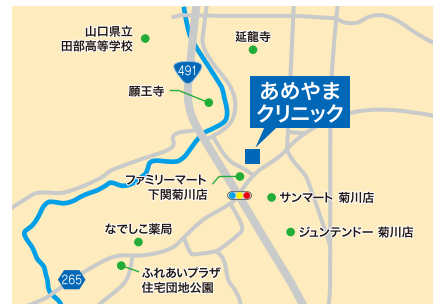 山口県立
田部高等学校
延龍寺
491
願王寺
あめやま
クリニック
ファミリーマート
下関菊川店
サンマート 菊川店
なでしこ薬局
ジュンテンドー 菊川店
265
ふれあいプラザ
住宅団地公園